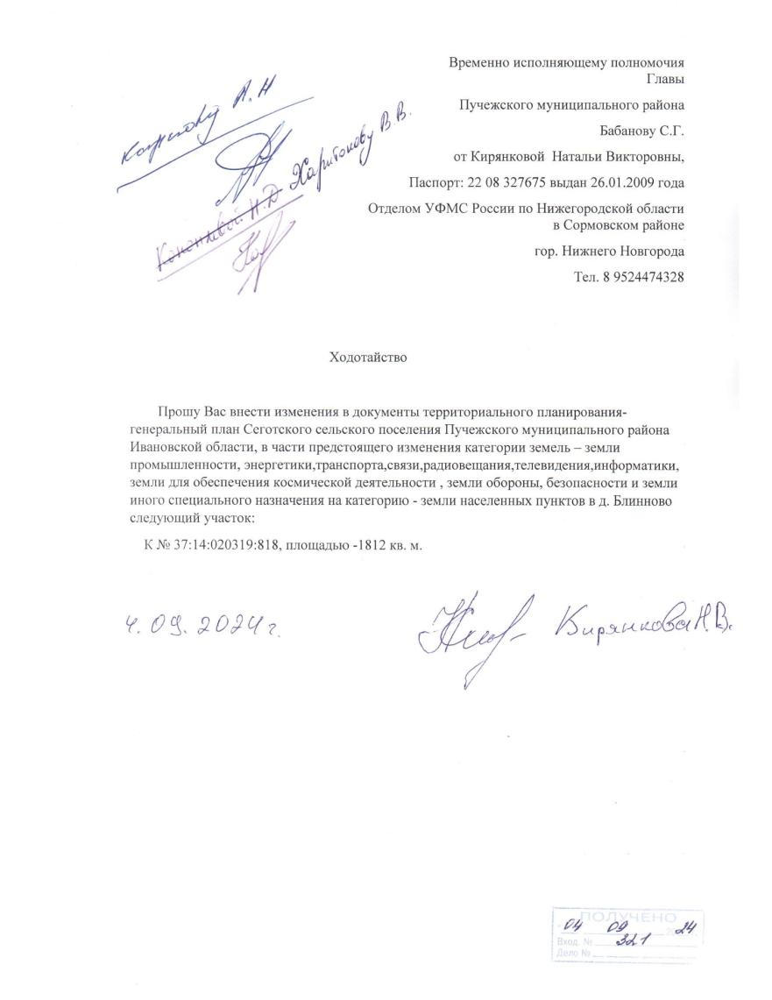 Временно исполняющему полномочия
Главы
Пучежского муниципального района
Бабанову С.Г.
от Кирянковой Натальи Викторовны,
Паспорт: 22 08 327675 выдан 26.01.2009 года
Отделом УФМС России по Нижегородской области
в Сормовском районе
гор. Нижнего Новгорода
Тел. 8 9524474328
А.Н
Харитонову В.В.
Н.Д
Ходотайство
Прошу Вас внести изменения в документы территориального планирования-
генеральный план Сеготского сельского поселения Пучежского муниципального района
Ивановской области, в части предстоящего изменения категории земель – земли
промышленности, энергетики,транспорта,связи,радиовещания,телевидения,информатики,
земли для обеспечения космической деятельности , земли обороны, безопасности и земли
иного специального назначения на категорию - земли населенных пунктов в д. Блинново
следующий участок:
К № 37:14:020319:818, площадью -1812 кв. м.
4.09.2024г.
Кирянкова Н.В.
ПОЛУЧЕНО
"04 09 2024
Вход. № 321
Дело №